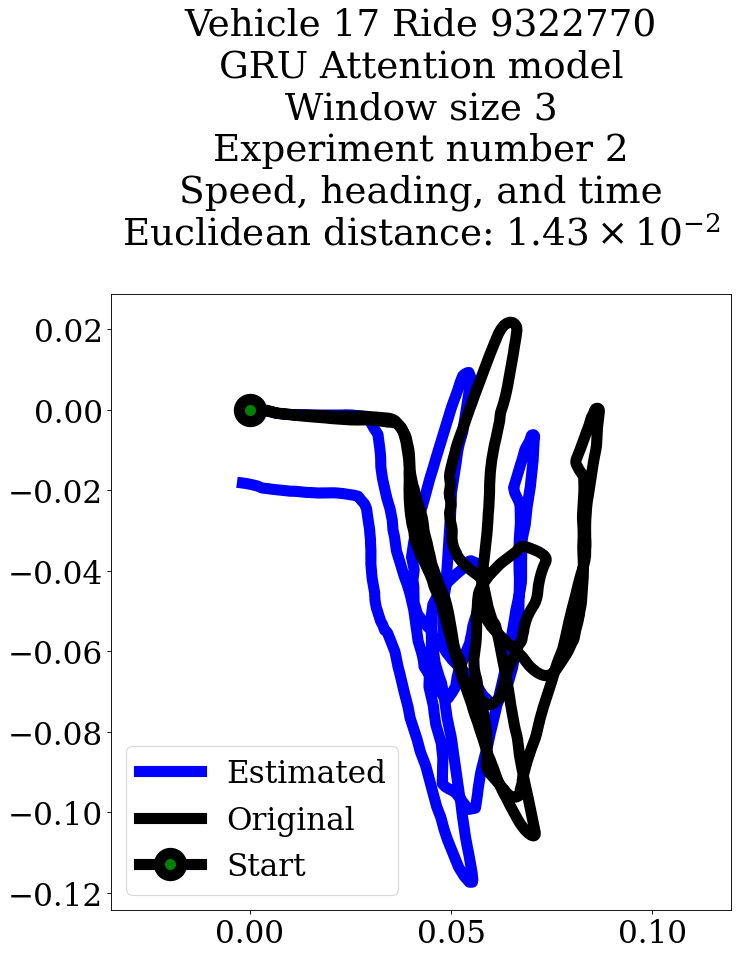 Vehicle 17 Ride 9322770
GRU Attention model
Window size 3
Experiment number 2
Speed, heading, and time
Euclidean distance: 1.43 × 10⁻²
0.02
0.00
−0.02
−0.04
−0.06
−0.08
−0.10
−0.12
Estimated
Original
Start
0.00 0.05 0.10